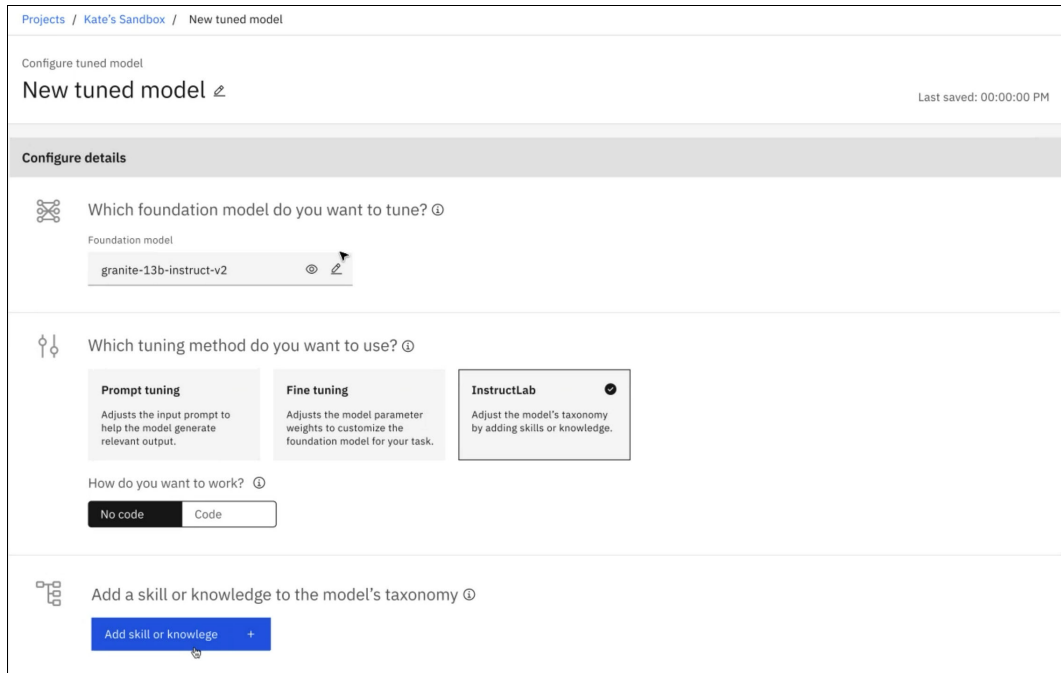 Projects / Kate's Sandbox / New tuned model
Configure tuned model
New tuned model
Last saved: 00:00:00 PM
Configure details
Which foundation model do you want to tune?
Foundation model
granite-13b-instruct-v2
Which tuning method do you want to use?
Prompt tuning
Adjusts the input prompt to
help the model generate
relevant output.
Fine tuning
Adjusts the model parameter
weights to customize the
foundation model for your task.
InstructLab
Adjust the model's taxonomy
by adding skills or knowledge.
How do you want to work?
No code
Code
Add a skill or knowledge to the model's taxonomy
Add skill or knowlege +